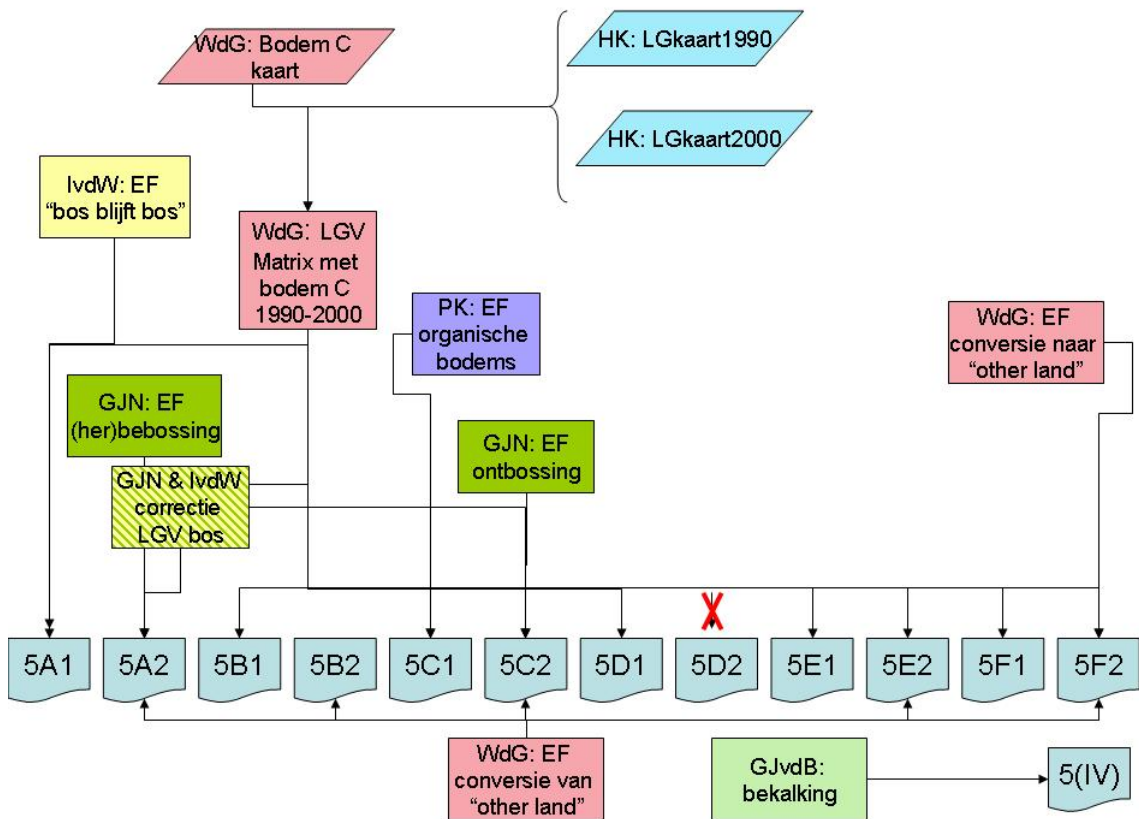 WdG: Bodem C
kaart
HK: LGkaart1990
HK: LGkaart2000
IvdW: EF
“bos blijft bos”
WdG: LGV
Matrix met
bodem C
1990-2000
PK: EF
organische
bodems
WdG: EF
conversie naar
“other land”
GJN: EF
(her)bebossing
GJN: EF
ontbossing
GJN & IvdW
correctie
LGV bos
5A1
5A2
5B1
5B2
5C1
5C2
5D1
5D2
5E1
5E2
5F1
5F2
WdG: EF
conversie van
“other land”
GJvdB:
bekalking
5(IV)